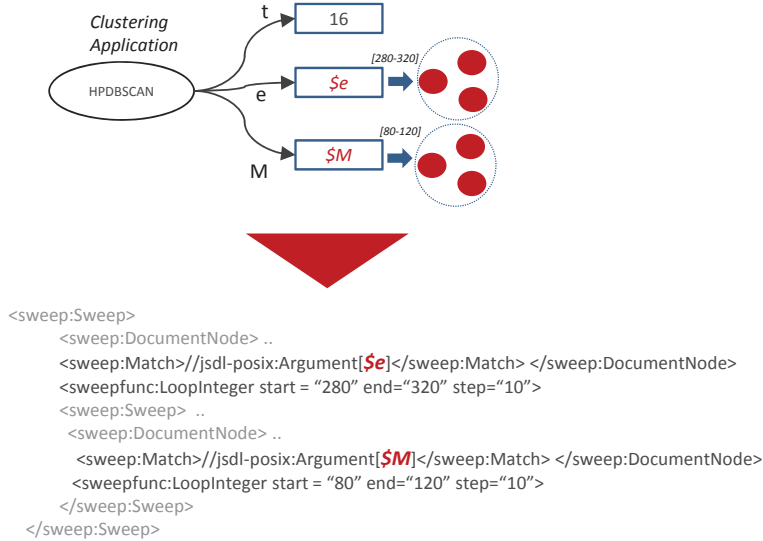 Clustering
Application
HPDBSCAN
t
16
e
$e
[280-320]
M
$M
[80-120]
<sweep:Sweep>
<sweep:DocumentNode> ..
<sweep:Match>//jsdl-posix:Argument[$e]</sweep:Match> </sweep:DocumentNode>
<sweepfunc:LoopInteger start = “280” end=“320” step=“10”>
<sweep:Sweep> ..
<sweep:DocumentNode> ..
<sweep:Match>//jsdl-posix:Argument[$M]</sweep:Match> </sweep:DocumentNode>
<sweepfunc:LoopInteger start = “80” end=“120” step=“10”>
</sweep:Sweep>
</sweep:Sweep>